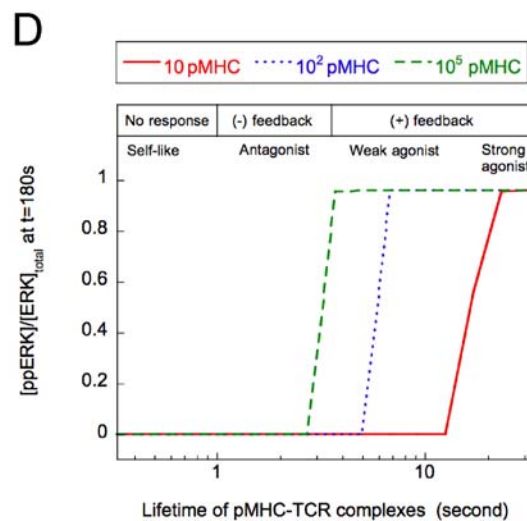 D
10 pMHC 10² pMHC 10⁵ pMHC
No response (-) feedback (+) feedback
Self-like Antagonist Weak agonist Strong agonist
[ppERK]/[ERK]total at t=180s
1
0.8
0.6
0.4
0.2
0
1 10
Lifetime of pMHC-TCR complexes (second)